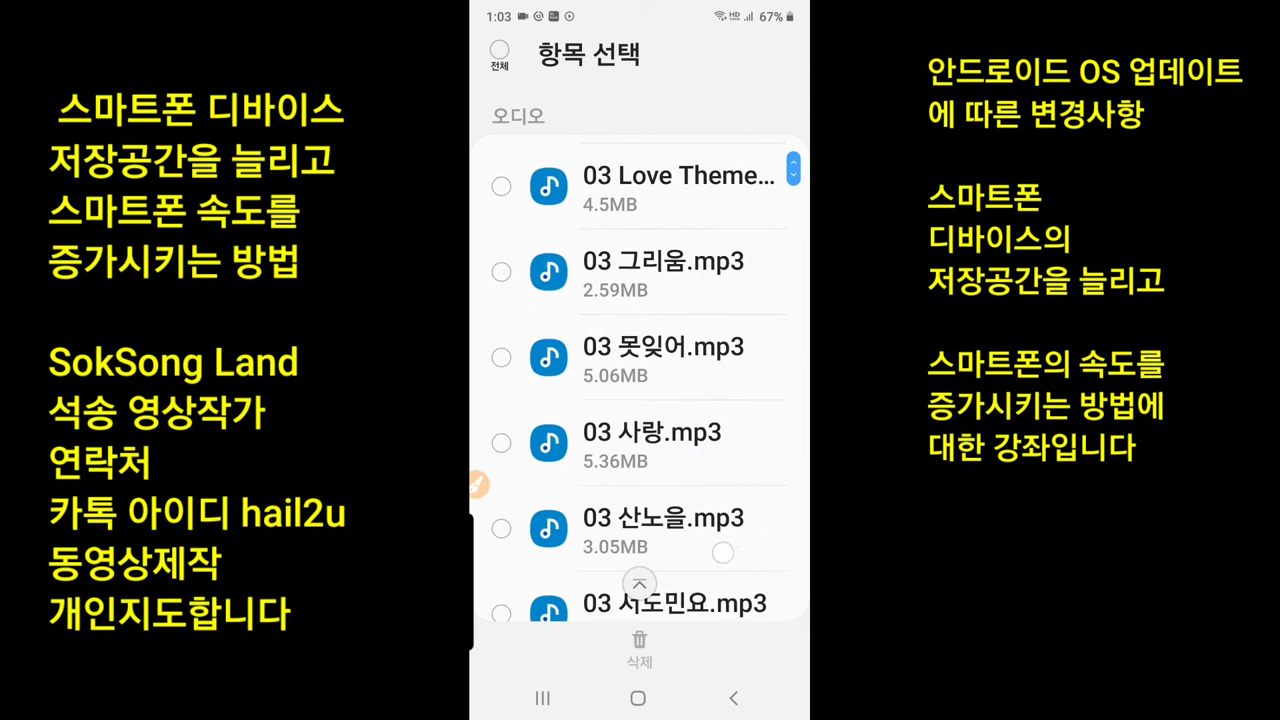 스마트폰 디바이스
저장공간을 늘리고
스마트폰 속도를
증가시키는 방법
SokSong Land
석송 영상작가
연락처
카톡 아이디 hail2u
동영상제작
개인지도합니다
1:03
67%
전체
항목 선택
오디오
03 Love Theme...
4.5MB
03 그리움.mp3
2.59MB
03 못잊어.mp3
5.06MB
03 사랑.mp3
5.36MB
03 산노을.mp3
3.05MB
03 서도민요.mp3
삭제
안드로이드 OS 업데이트
에 따른 변경사항
스마트폰
디바이스의
저장공간을 늘리고
스마트폰의 속도를
증가시키는 방법에
대한 강좌입니다